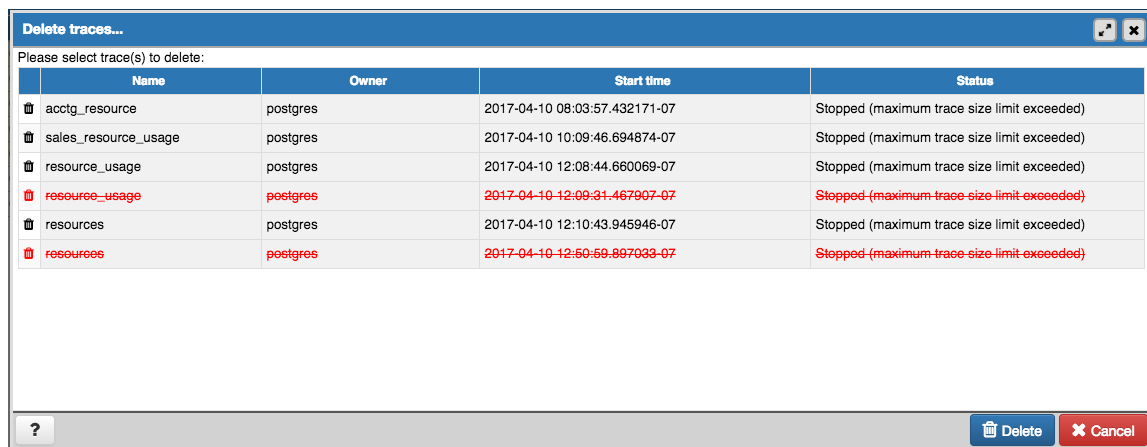 Delete traces...
Please select trace(s) to delete:
Name Owner Start time Status
acctg_resource postgres 2017-04-10 08:03:57.432171-07 Stopped (maximum trace size limit exceeded)
sales_resource_usage postgres 2017-04-10 10:09:46.694874-07 Stopped (maximum trace size limit exceeded)
resource_usage postgres 2017-04-10 12:08:44.660069-07 Stopped (maximum trace size limit exceeded)
resource_usage postgres 2017-04-10 12:09:31.467907-07 Stopped (maximum trace size limit exceeded)
resources postgres 2017-04-10 12:10:43.945946-07 Stopped (maximum trace size limit exceeded)
resources postgres 2017-04-10 12:50:59.897033-07 Stopped (maximum trace size limit exceeded)
? Delete Cancel